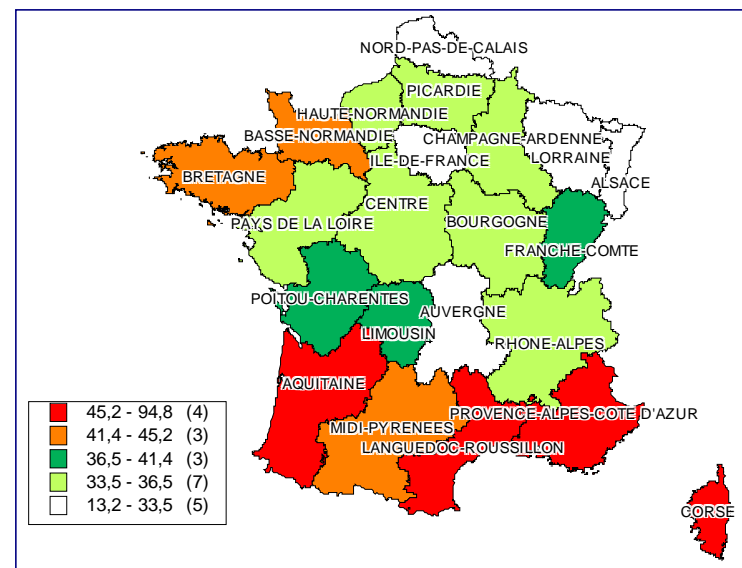 NORD-PAS-DE-CALAIS
PICARDIE
HAUTE-NORMANDIE
BASSE-NORMANDIE
CHAMPAGNE-ARDENNE
ILE-DE-FRANCE
LORRAINE
ALSACE
BRETAGNE
CENTRE
PAYS DE LA LOIRE
BOURGOGNE
FRANCHE-COMTE
POITOU-CHARENTES
AUVERGNE
LIMOUSIN
RHONE-ALPES
AQUITAINE
PROVENCE-ALPES-COTE D'AZUR
MIDI-PYRENEES
LANGUEDOC-ROUSSILLON
CORSE
45,2 - 94,8 (4)
41,4 - 45,2 (3)
36,5 - 41,4 (3)
33,5 - 36,5 (7)
13,2 - 33,5 (5)